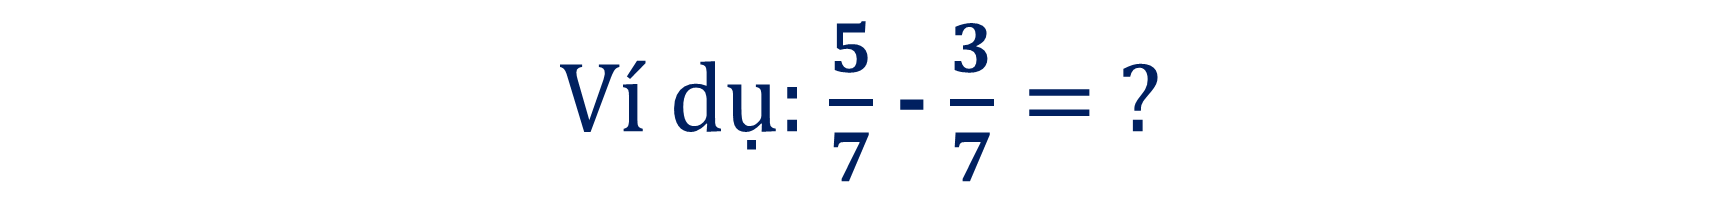 Ví dụ: 5/7 - 3/7 = ?